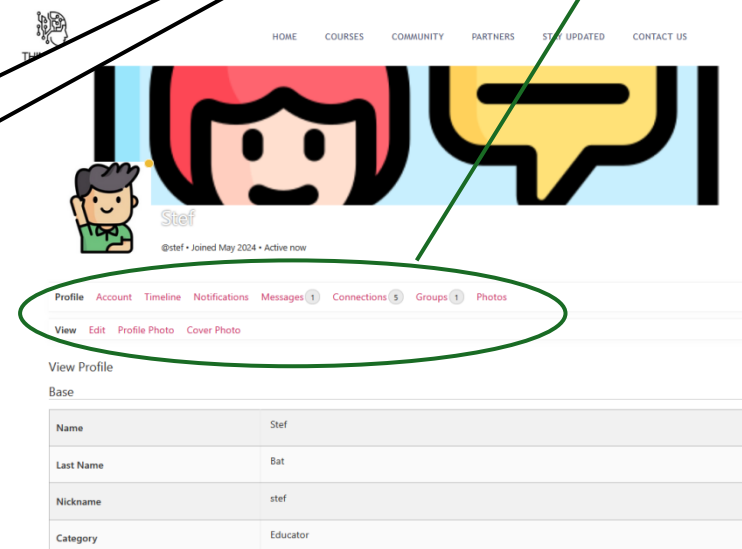 HOME COURSES COMMUNITY PARTNERS STAY UPDATED CONTACT US
Stef
@stef • Joined May 2024 • Active now
Profile Account Timeline Notifications Messages 1 Connections 5 Groups 1 Photos
View Edit Profile Photo Cover Photo
View Profile
Base
Name Stef
Last Name Bat
Nickname stef
Category Educator